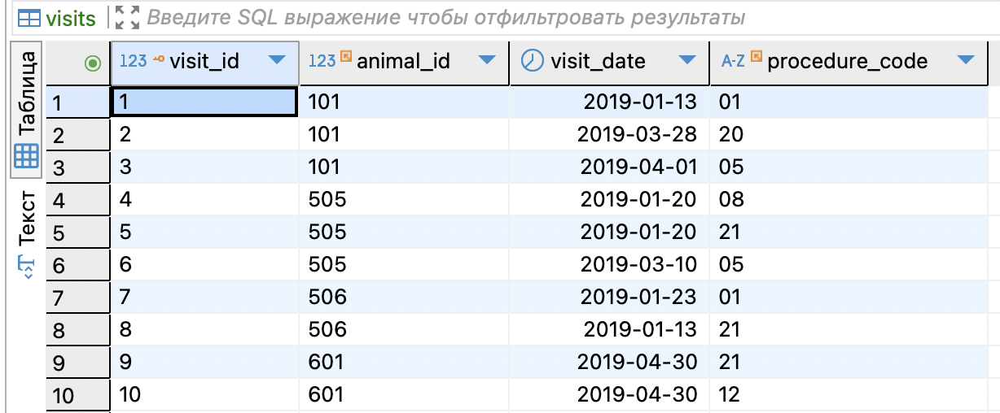 visits Введите SQL выражение чтобы отфильтровать результаты
Таблица
Текст
123 visit_id 123 animal_id visit_date A-Z procedure_code
1 1 101 2019-01-13 01
2 2 101 2019-03-28 20
3 3 101 2019-04-01 05
4 4 505 2019-01-20 08
5 5 505 2019-01-20 21
6 6 505 2019-03-10 05
7 7 506 2019-01-23 01
8 8 506 2019-01-13 21
9 9 601 2019-04-30 21
10 10 601 2019-04-30 12